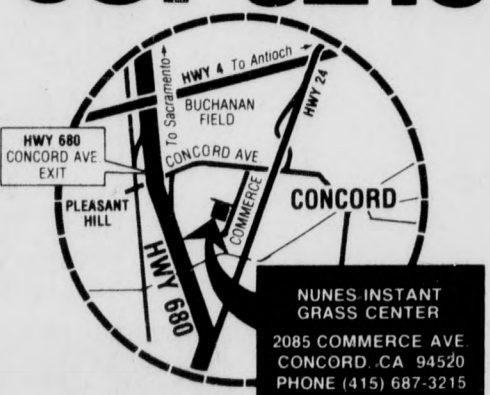 HWY 4 To Antioch
To Sacramento
HWY 24
BUCHANAN
FIELD
HWY 680
CONCORD AVE.
EXIT
CONCORD AVE
PLEASANT
HILL
COMMERCE
CONCORD
HWY 680
NUNES INSTANT
GRASS CENTER
2085 COMMERCE AVE.
CONCORD, CA 94520
PHONE (415) 687-3215